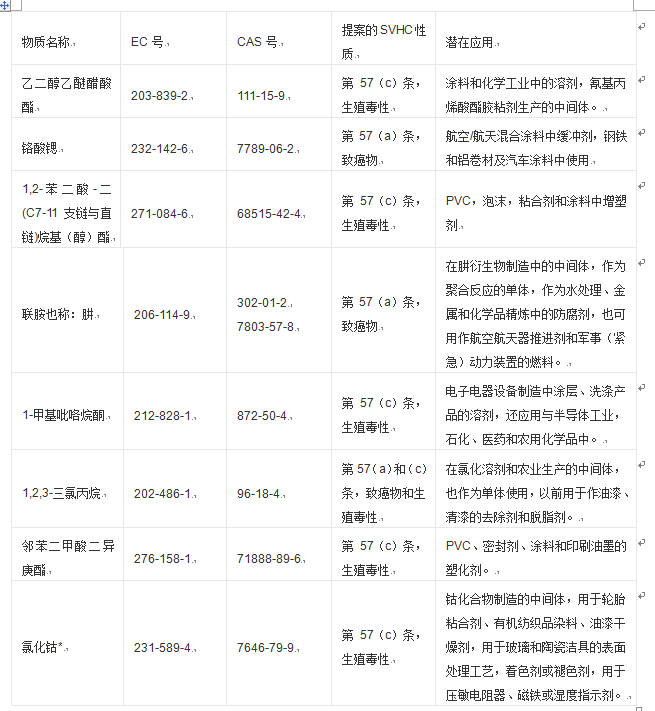 物质名称
EC 号
CAS 号
提案的SVHC性
质
潜在应用
乙二醇乙醚醋酸
酯
203-839-2
111-15-9
第 57（c）条，
生殖毒性
涂料和化学工业中的溶剂，氰基丙
烯酸酯胶粘剂生产的中间体。
铬酸锶
232-142-6
7789-06-2
第 57（a）条，
致癌物
航空/航天混合涂料中缓冲剂，钢铁
和铝卷材及汽车涂料中使用
1,2-苯二酸-二
(C7-11 支链与直
链)烷基（醇）酯
271-084-6
68515-42-4
第 57（c）条，
生殖毒性
PVC，泡沫，粘合剂和涂料中增塑
剂
联胺也称：肼
206-114-9
302-01-2
7803-57-8
第 57（a）条，
致癌物
在肼衍生物制造中的中间体，作为
聚合反应的单体，作为水处理、金
属和化学品精炼中的防腐剂，也可
用作航空航天器推进剂和军事（紧
急）动力装置的燃料。
1-甲基吡咯烷酮
212-828-1
872-50-4
第 57（c）条，
生殖毒性
电子电器设备制造中涂层、洗涤产
品的溶剂，还应用与半导体工业，
石化、医药和农用化学品中。
1,2,3-三氯丙烷
202-486-1
96-18-4
第57（a）和（c）
条，致癌物和生
殖毒性
在氯化溶剂和农业生产的中间体，
也作为单体使用，以前用于作油漆、
清漆的去除剂和脱脂剂。
邻苯二甲酸二异
庚酯
276-158-1
71888-89-6
第 57（c）条，
生殖毒性
PVC、密封剂、涂料和印刷油墨的
塑化剂。
氯化钴*
231-589-4
7646-79-9
第 57（c）条，
生殖毒性
钴化合物制造的中间体，用于轮胎
粘合剂、有机纺织品染料、油漆干
燥剂，用于玻璃和陶瓷洁具的表面
处理工艺，着色剂或褪色剂，用于
压敏电阻器、磁铁或湿度指示剂。